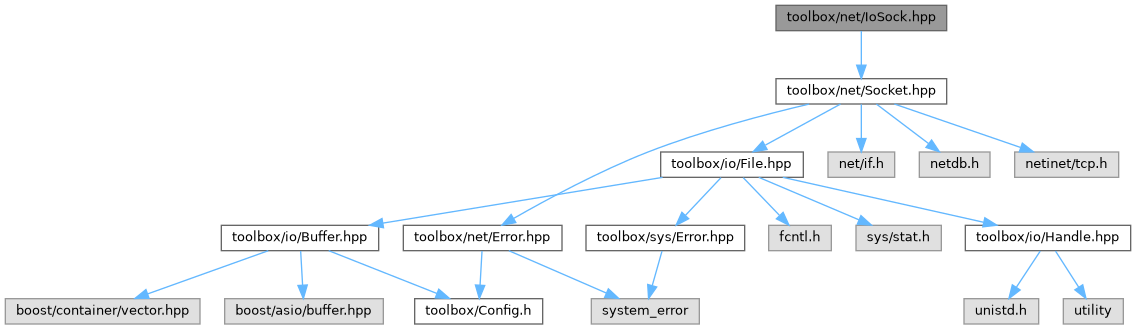 toolbox/net/IoSock.hpp
toolbox/net/Socket.hpp
toolbox/io/File.hpp
net/if.h
netdb.h
netinet/tcp.h
toolbox/io/Buffer.hpp
toolbox/net/Error.hpp
toolbox/sys/Error.hpp
fcntl.h
sys/stat.h
toolbox/io/Handle.hpp
boost/container/vector.hpp
boost/asio/buffer.hpp
toolbox/Config.h
system_error
unistd.h
utility